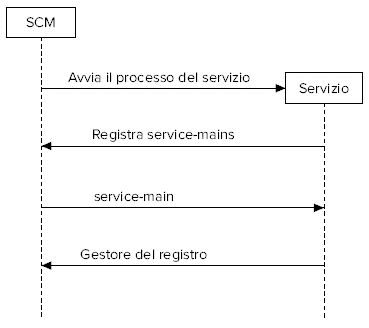 SCM
Avvia il processo del servizio
Servizio
Registra service-mains
service-main
Gestore del registro